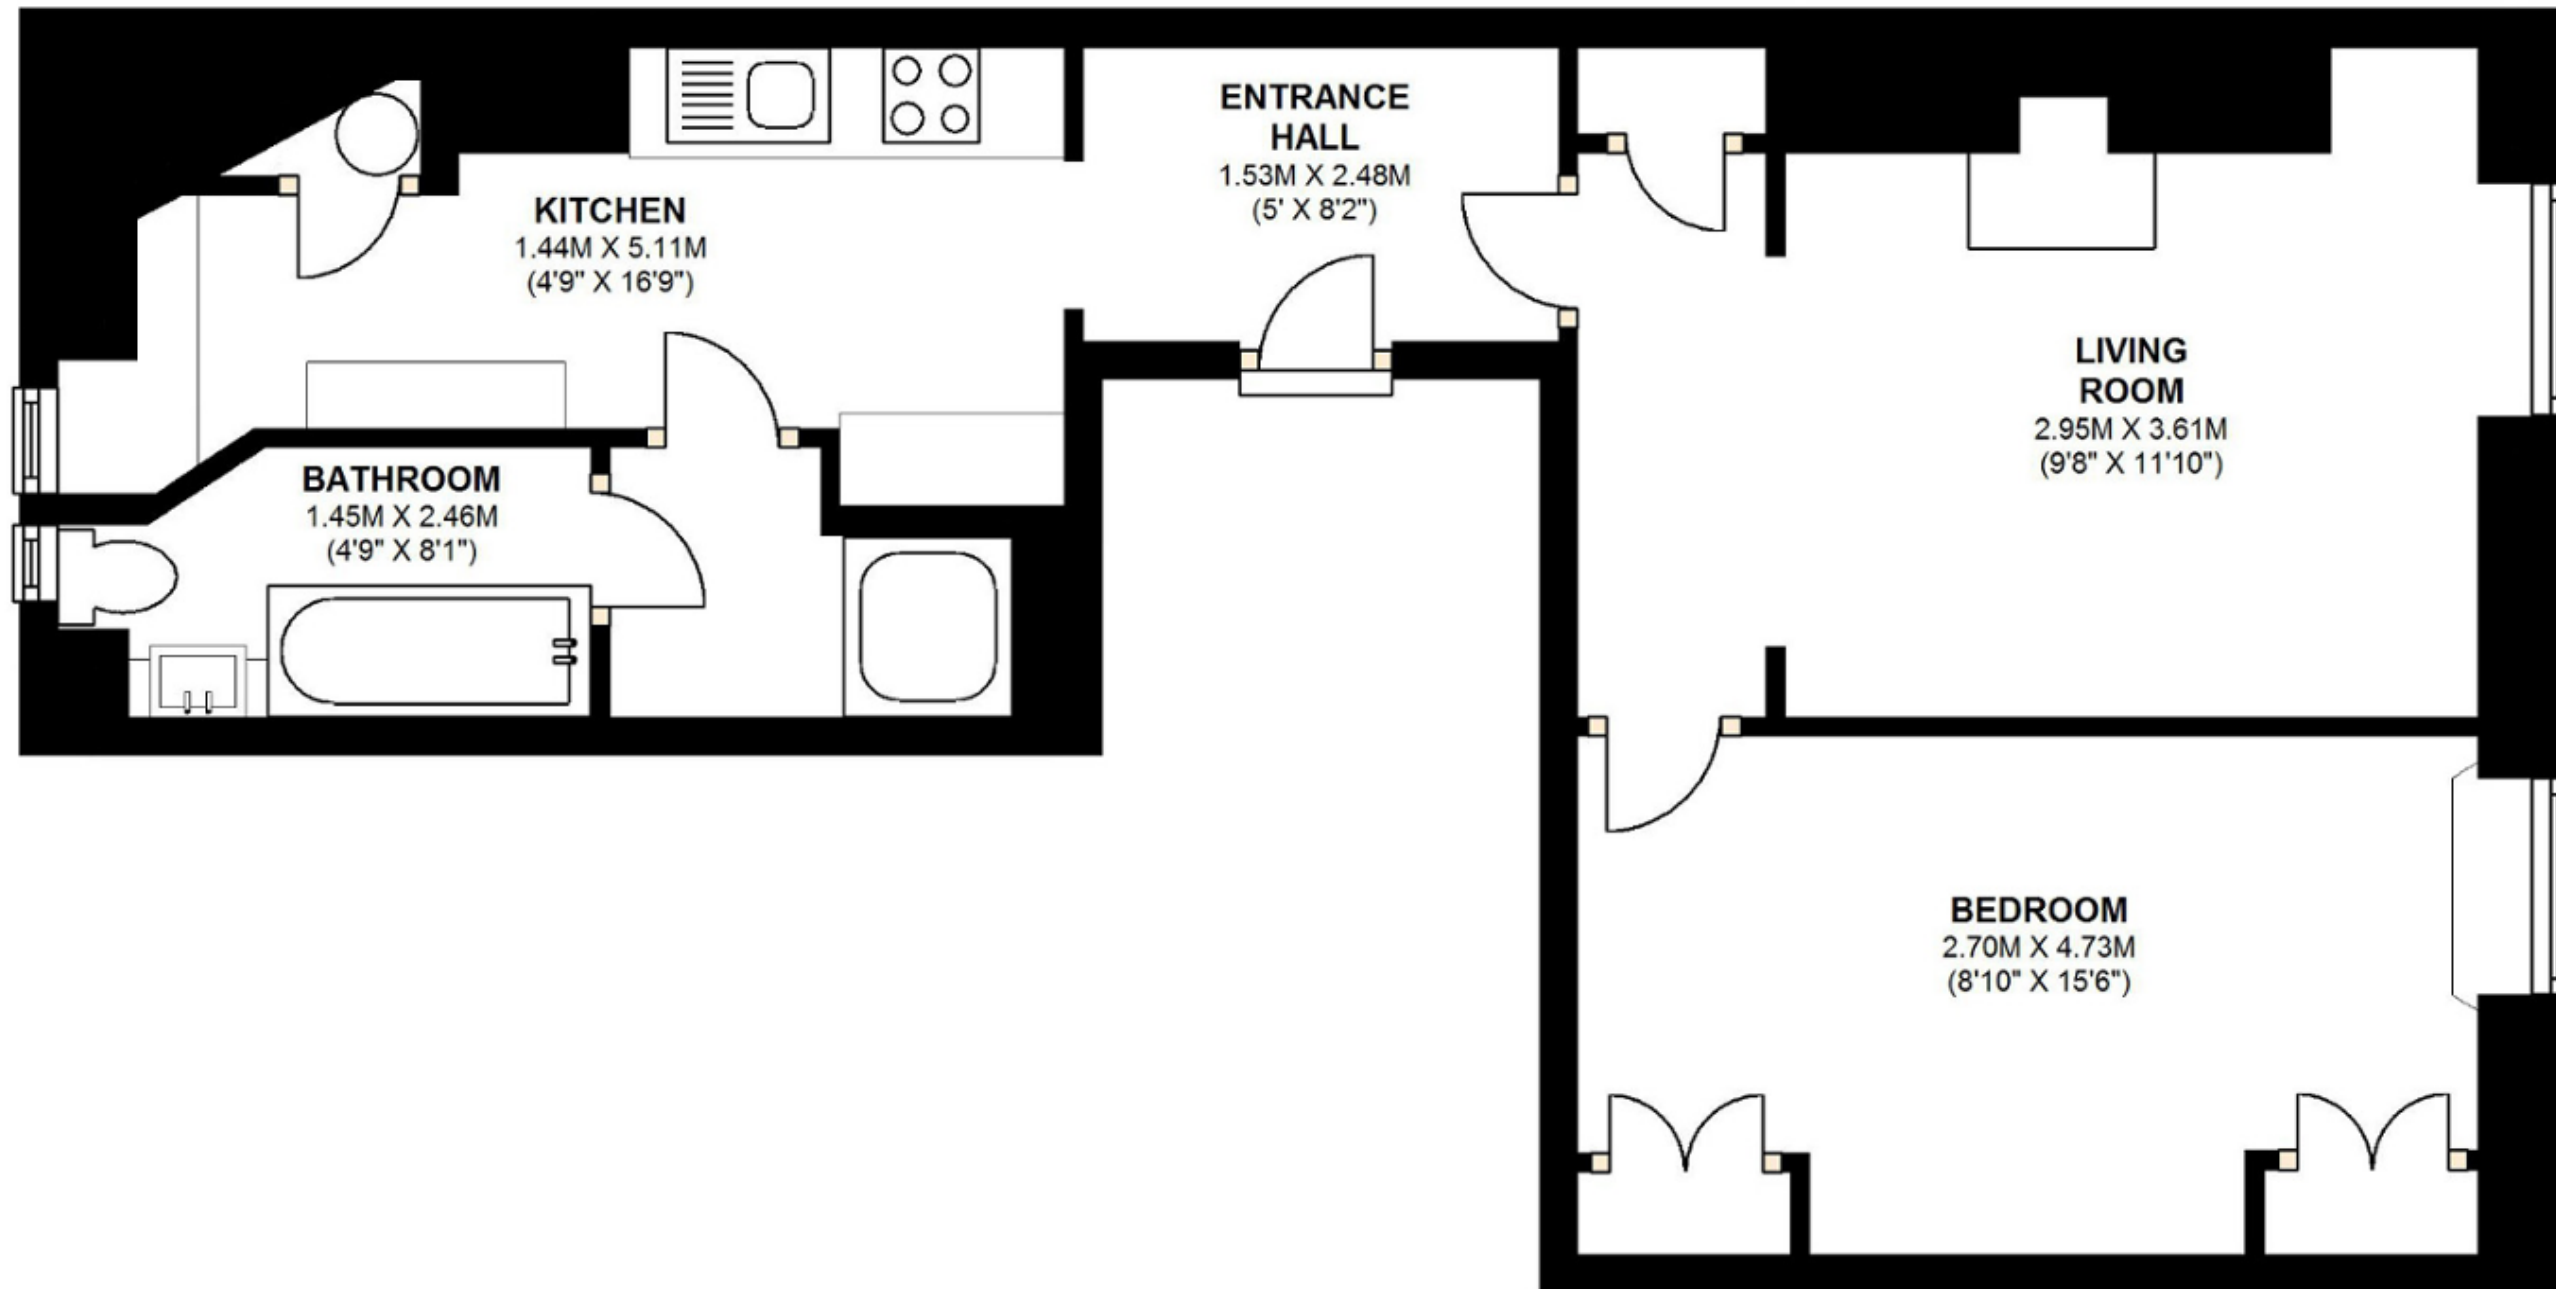 ENTRANCE
HALL
1.53M X 2.48M
(5' X 8'2")
KITCHEN
1.44M X 5.11M
(4'9" X 16'9")
LIVING
ROOM
2.95M X 3.61M
(9'8" X 11'10")
BATHROOM
1.45M X 2.46M
(4'9" X 8'1")
BEDROOM
2.70M X 4.73M
(8'10" X 15'6")